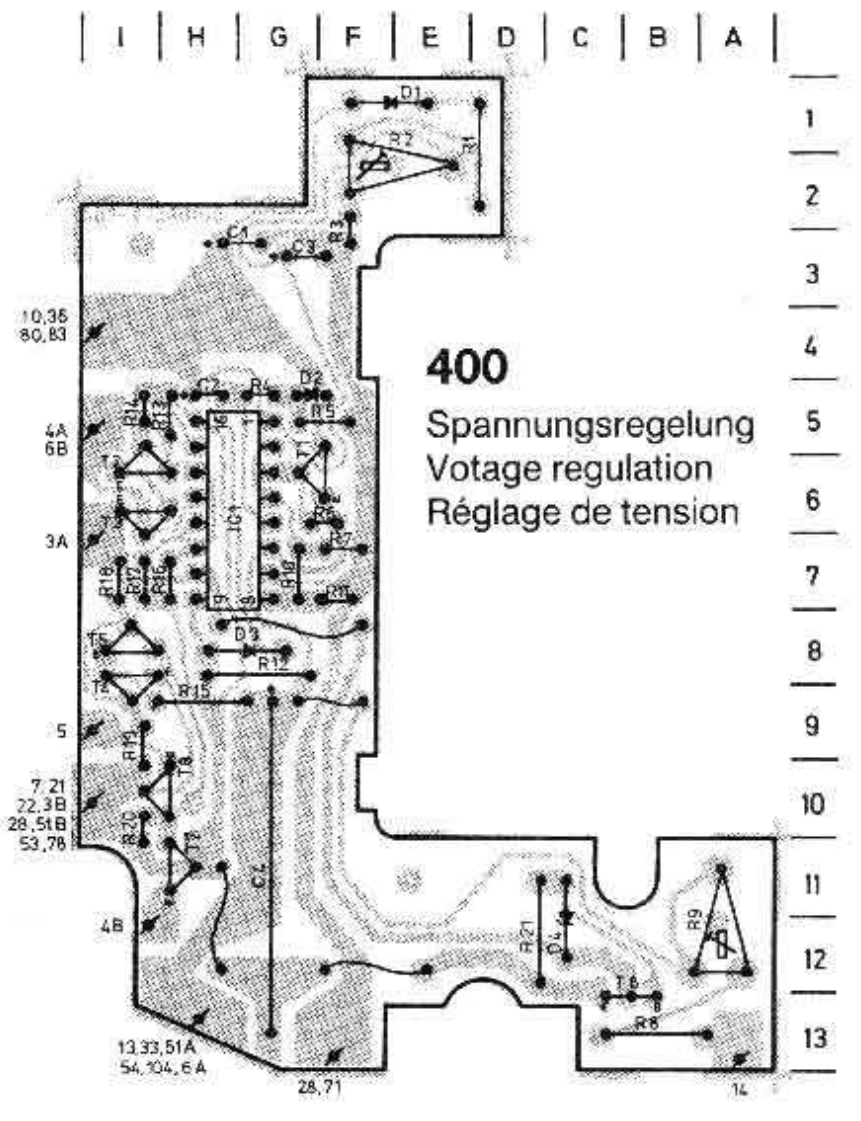 I H G F E D C B A
D1
1
R2
R1
2
R3
C1
C3
3
10,36
80,83
4
400
C2 R4 D2
R14 R13
16 1
R5
5
4A
6B
Spannungsregelung
T1
Votage regulation
IC1
R6
6
Réglage de tension
3A
R7
R18 R17 R16
R10
7
R11
9 8
T5
D3
8
R12
T2
R15
9
5
R19
T8
7,21
22,3B
28,51B
53,78
10
R20
T7
C4
11
R9
4B
R21
D4
12
T6
R8
13
13,33,51A
54,104,6A
28,71
14